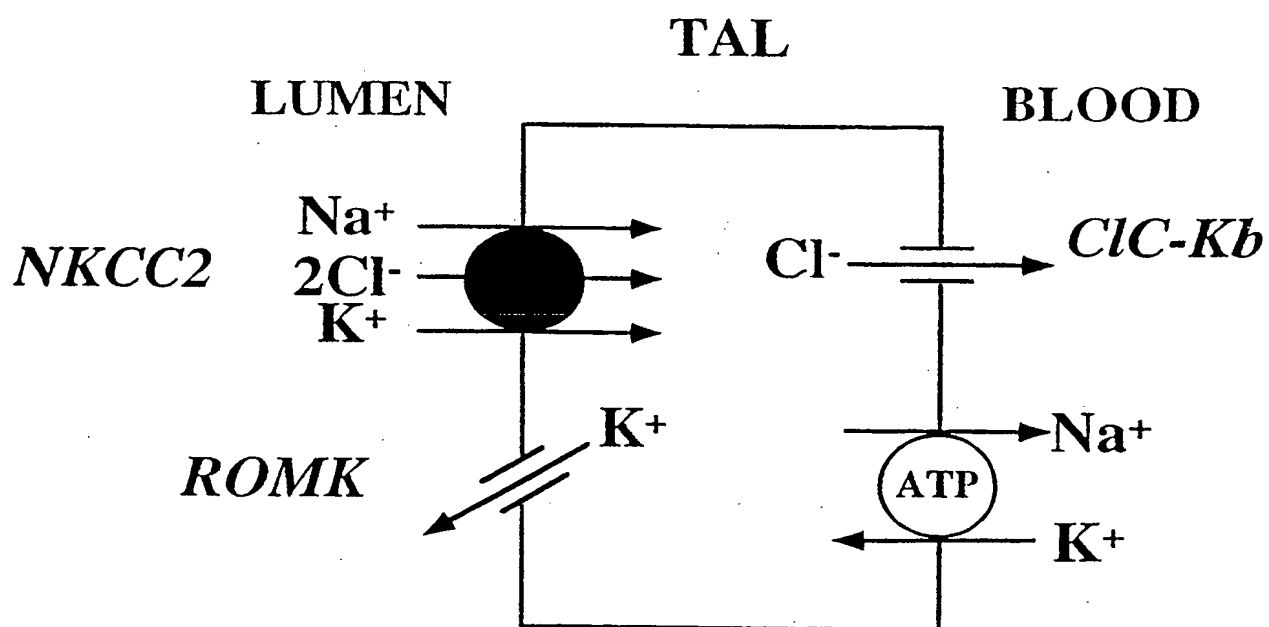 TAL
LUMEN
BLOOD
Na+
NKCC2
2Cl-
K+
Cl-
ClC-Kb
ROMK
K+
Na+
ATP
K+